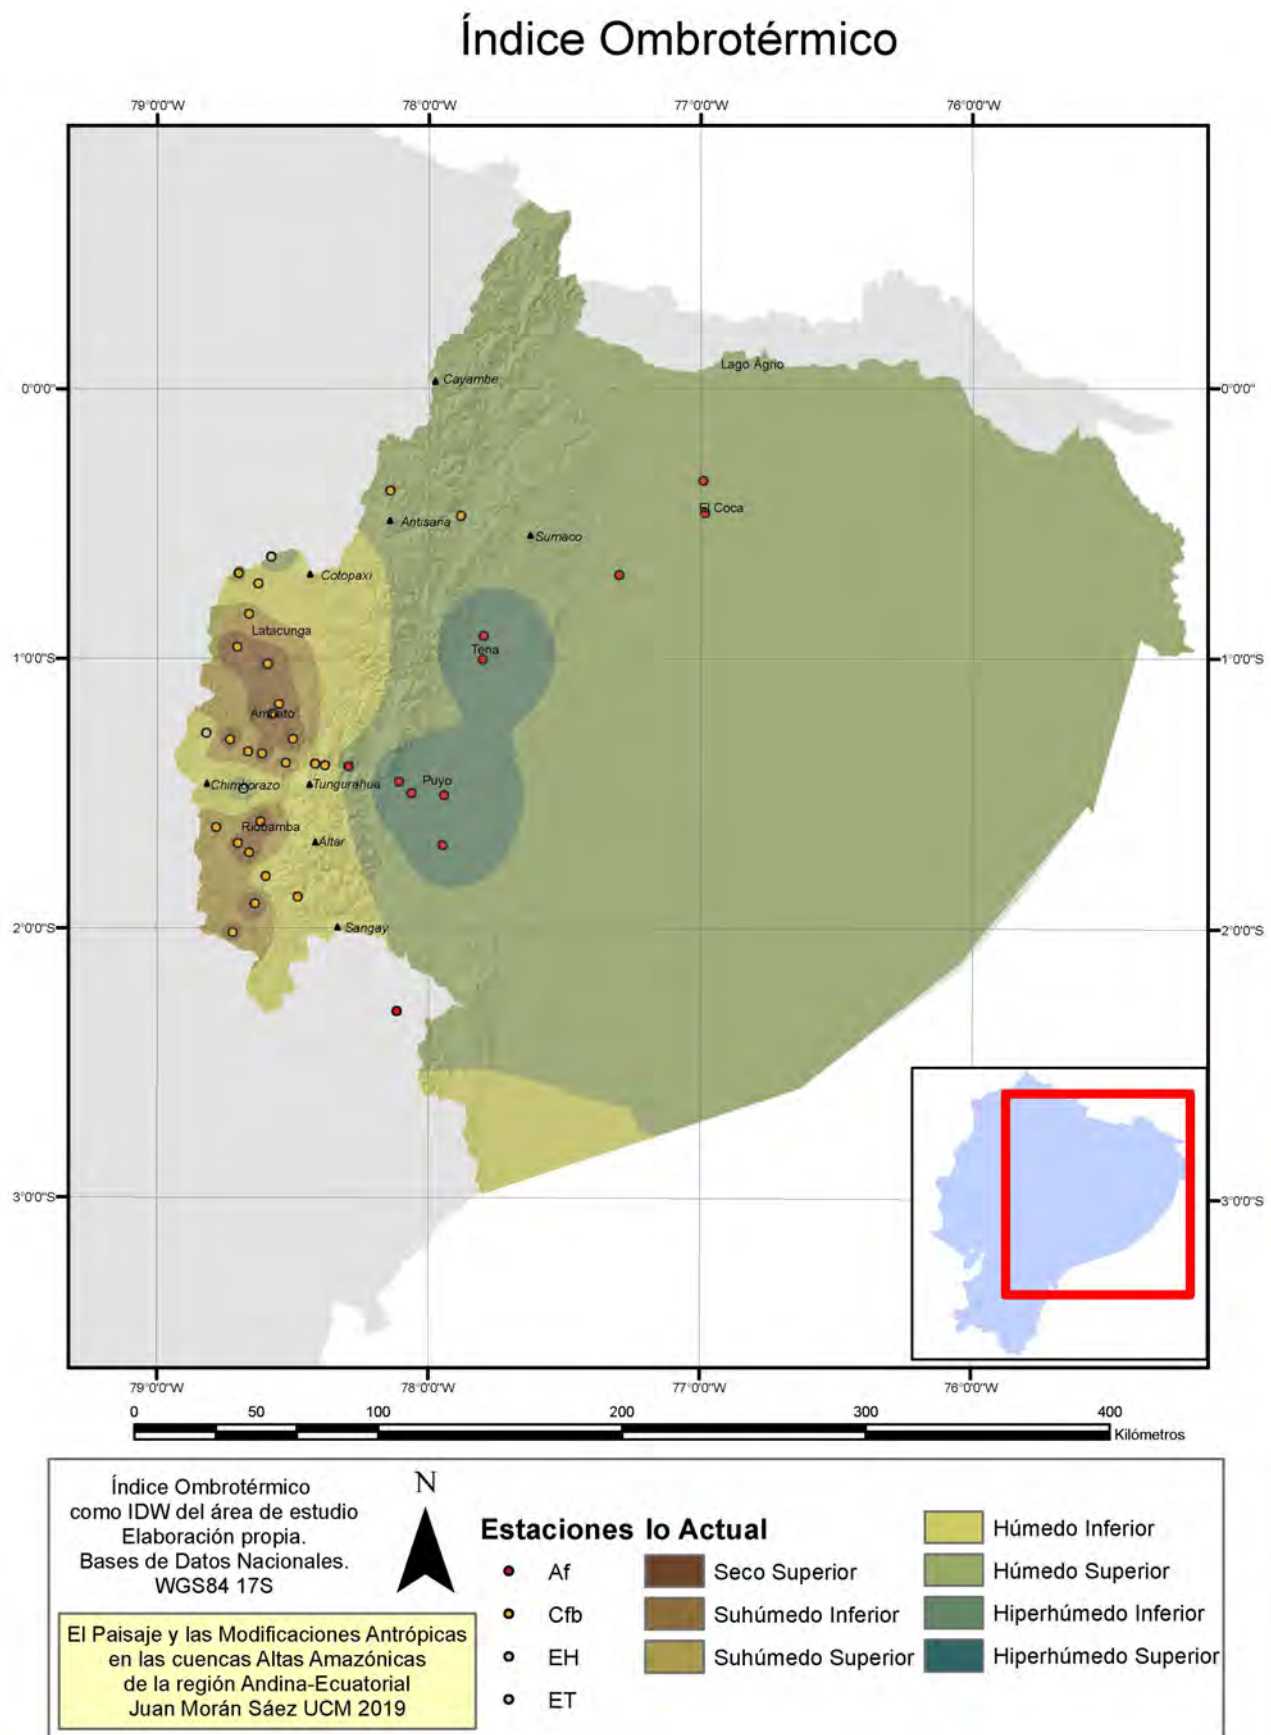 Índice Ombrotérmico
79°0'0"W 78°0'0"W 77°0'0"W 76°0'0"W
Lago Agrio
Cayambe
0°0'0" 0°0'0"
Coca
Antisana
Sumaco
Cotopaxi
Latacunga
Tena
1°0'0"S 1°0'0"S
Ambato
Puyo
Chimborazo
Tungurahua
Riobamba
Altar
2°0'0"S 2°0'0"S
Sangay
3°0'0"S 3°0'0"S
79°0'0"W 78°0'0"W 77°0'0"W 76°0'0"W
0 50 100 200 300 400
Kilómetros
Índice Ombrotérmico
como IDW del área de estudio
Elaboración propia.
Bases de Datos Nacionales.
WGS84 17S
El Paisaje y las Modificaciones Antrópicas
en las cuencas Altas Amazónicas
de la región Andina-Ecuatorial
Juan Morán Sáez UCM 2019
N
Estaciones Io Actual
Af
Cfb
EH
ET
Seco Superior
Suhúmedo Inferior
Suhúmedo Superior
Húmedo Inferior
Húmedo Superior
Hiperhúmedo Inferior
Hiperhúmedo Superior